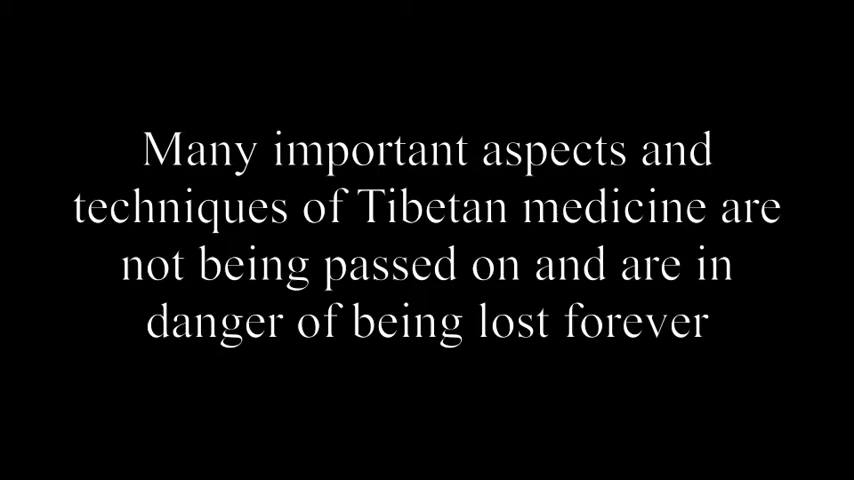 Many important aspects and
techniques of Tibetan medicine are
not being passed on and are in
danger of being lost forever